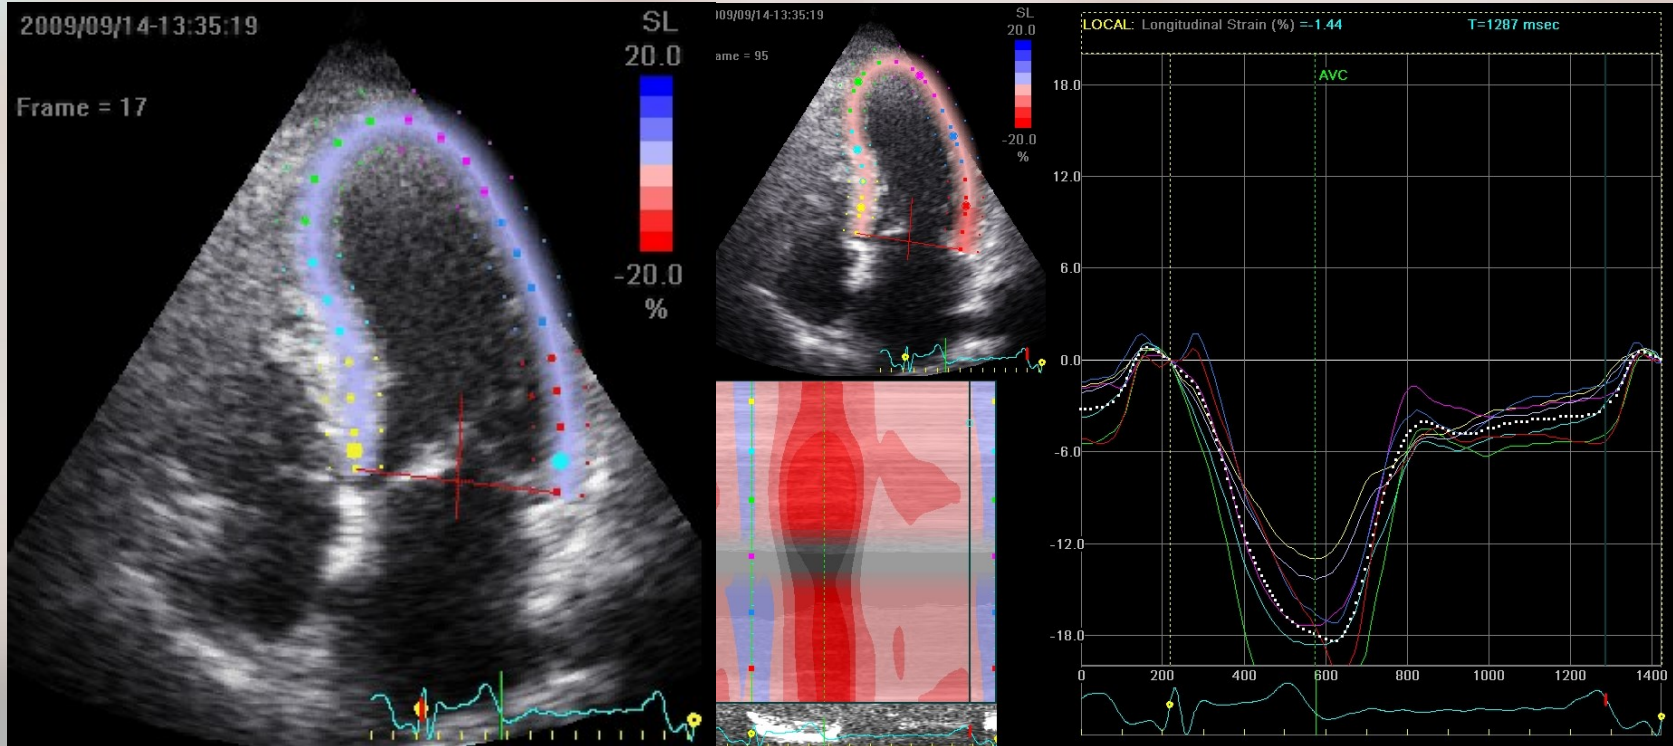 2009/09/14-13:35:19
SL
20.0
Frame = 17
-20.0
%
009/09/14-13:35:19
SL
20.0
ame = 95
-20.0
%
LOCAL: Longitudinal Strain (%) =-1.44 T=1287 msec
AVC
18.0
12.0
6.0
0.0
-6.0
-12.0
-18.0
0 200 400 600 800 1000 1200 1400